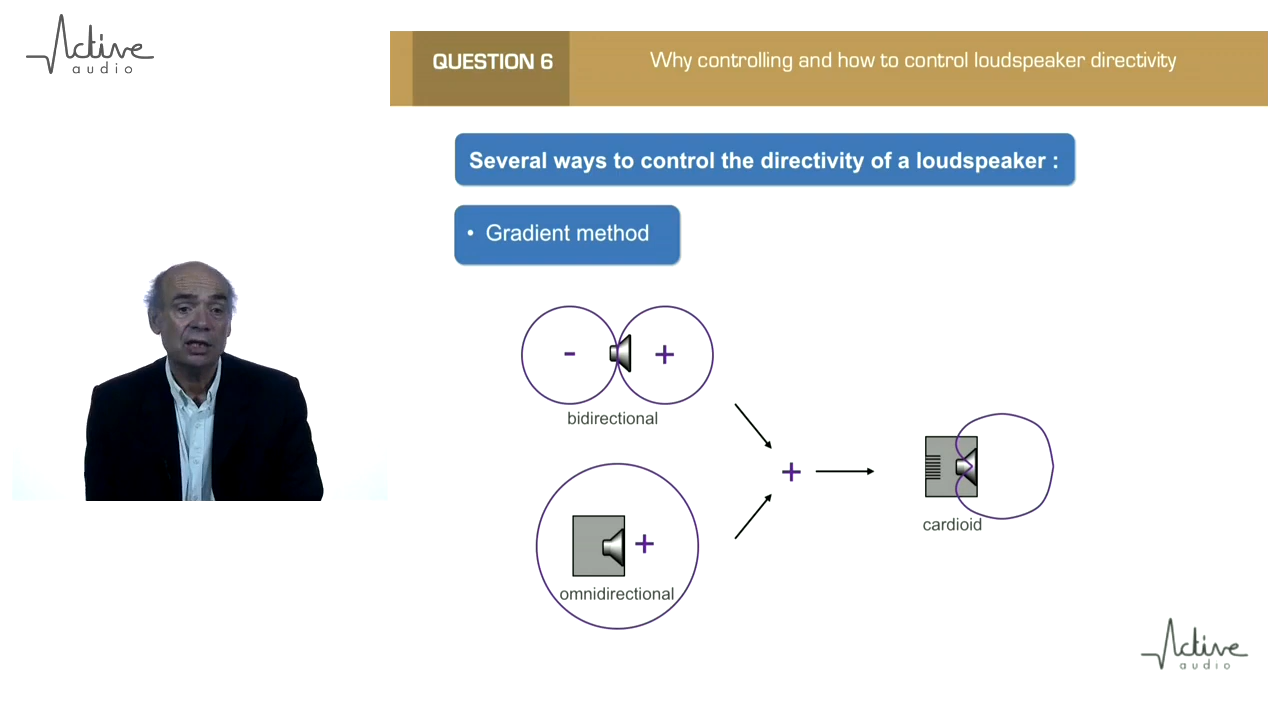 Active
audio
QUESTION 6
Why controlling and how to control loudspeaker directivity
Several ways to control the directivity of a loudspeaker :
• Gradient method
- +
bidirectional
+
cardioid
+
omnidirectional
Active
audio